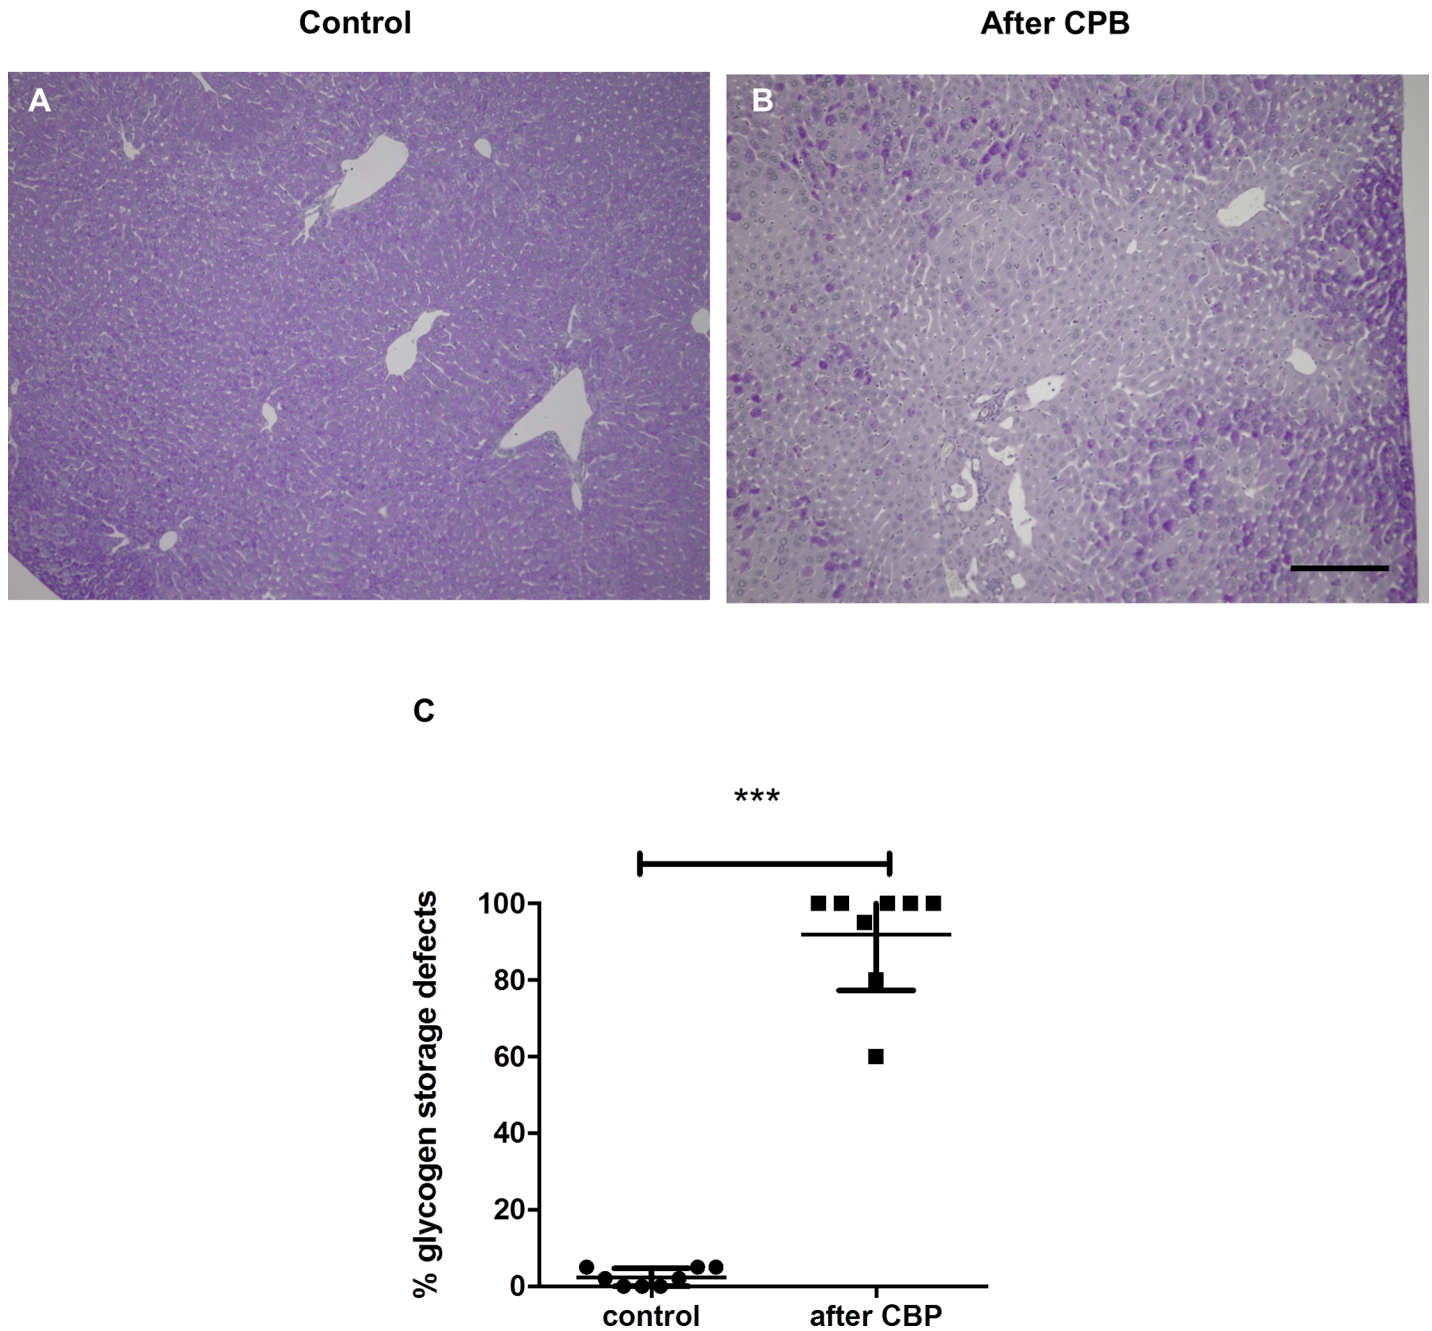 Control
After CPB
A
B
C
***
% glycogen storage defects
100
80
60
40
20
0
control
after CBP